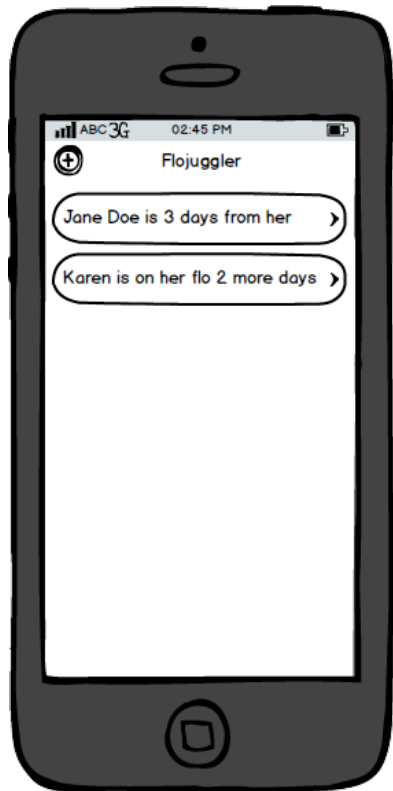 ABC 3G 02:45 PM
Flojuggler
Jane Doe is 3 days from her
Karen is on her flo 2 more days